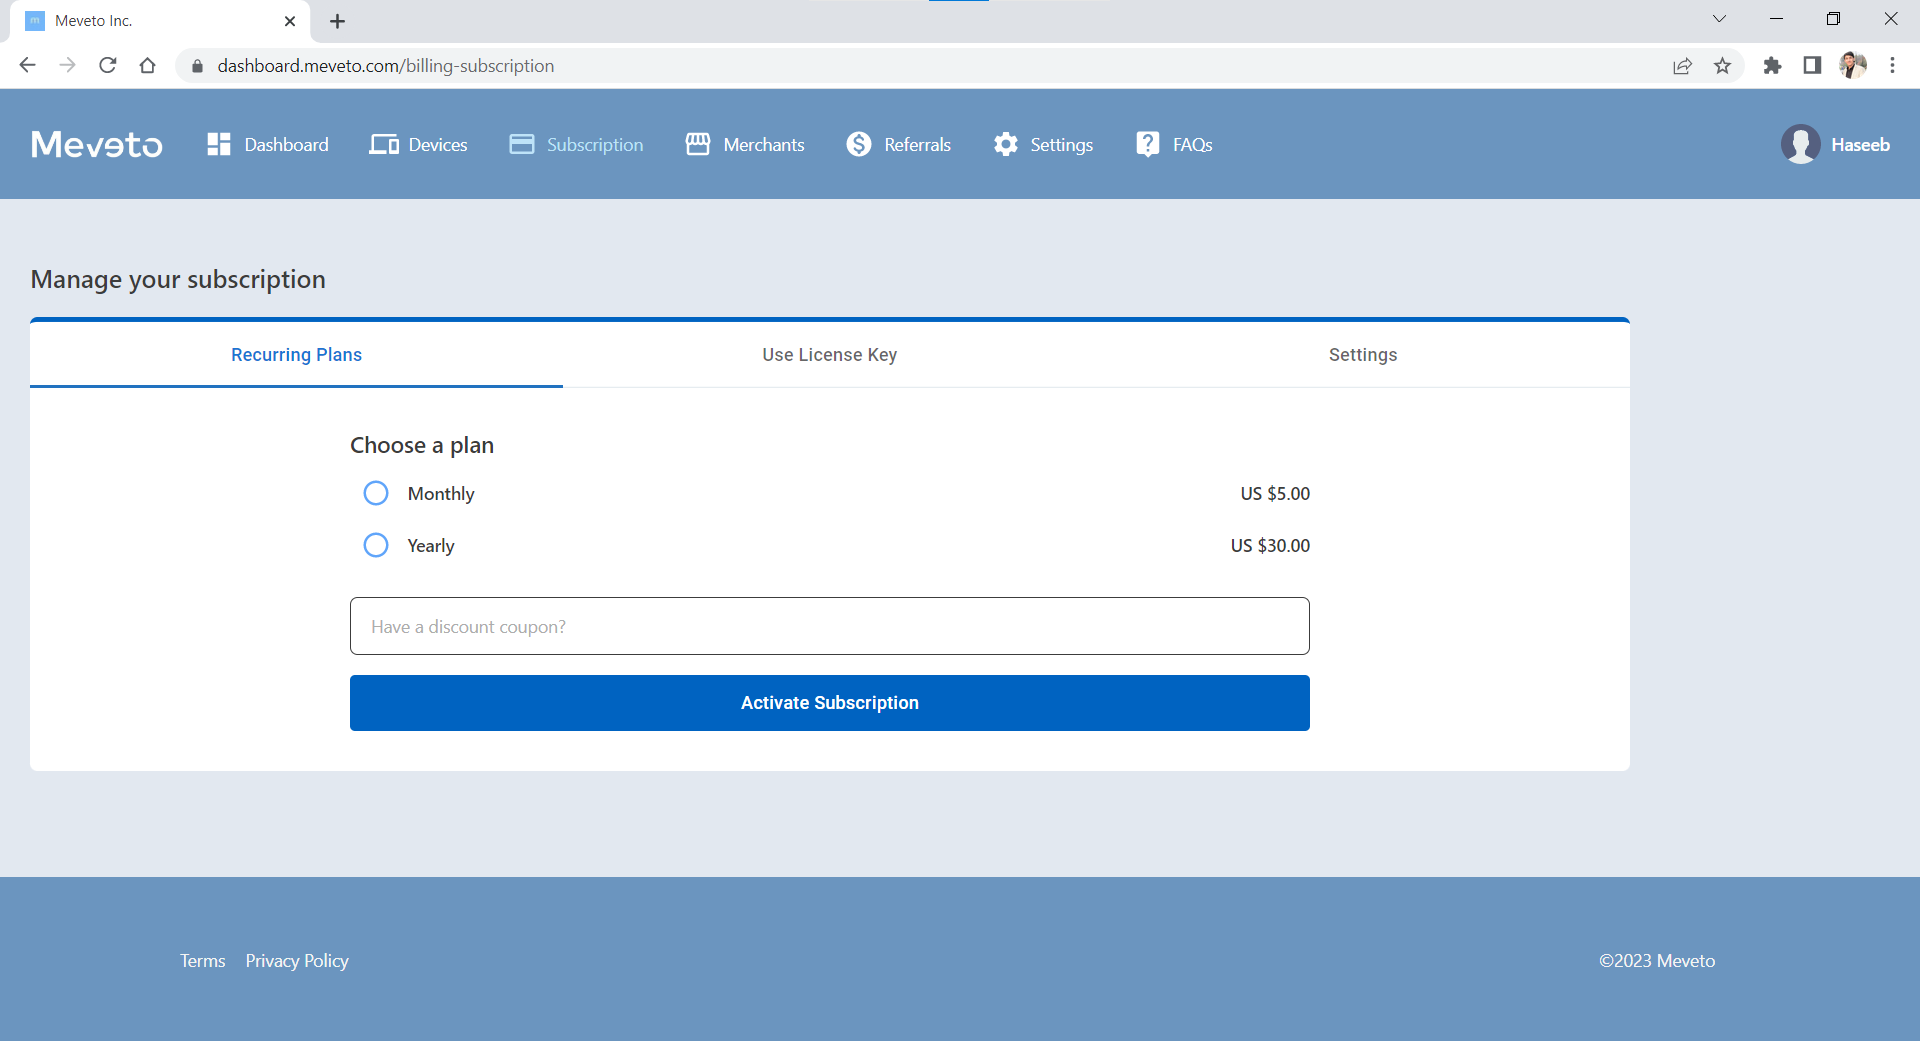 Meveto Inc.
dashboard.meveto.com/billing-subscription
Meveto Dashboard Devices Subscription Merchants Referrals Settings FAQs Haseeb
Manage your subscription
Recurring Plans Use License Key Settings
Choose a plan
Monthly US $5.00
Yearly US $30.00
Have a discount coupon?
Activate Subscription
Terms Privacy Policy ©2023 Meveto